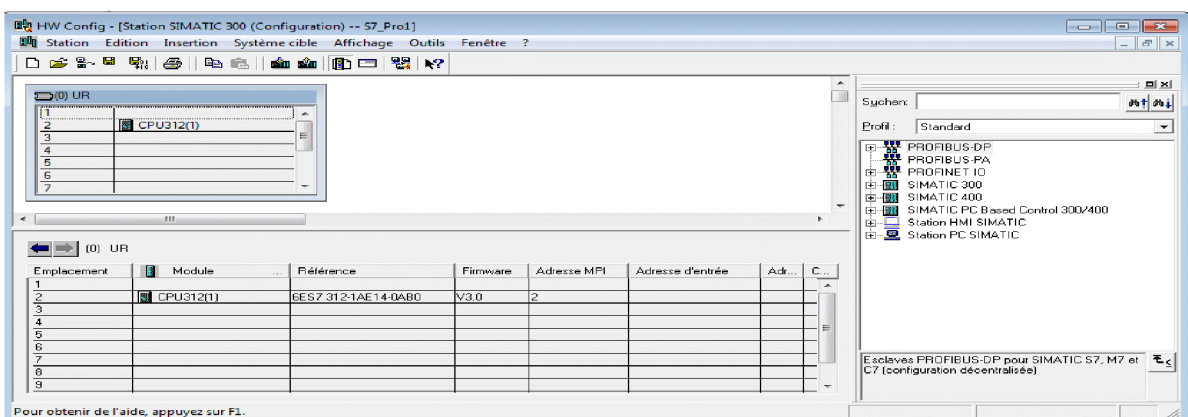 HW Config - [Station SIMATIC 300 (Configuration) -- S7_Pro1]
Station Edition Insertion Système cible Affichage Outils Fenêtre ?
(0) UR
1
2 CPU312(1)
3
4
5
6
7
Suchen:
Profil : Standard
PROFIBUS-DP
PROFIBUS-PA
PROFINET IO
SIMATIC 300
SIMATIC 400
SIMATIC PC Based Control 300/400
Station HMI SIMATIC
Station PC SIMATIC
(0) UR
Emplacement Module ... Référence Firmware Adresse MPI Adresse d'entrée Adr... C...
1
2 CPU312(1) 6ES7 312-1AE14-0AB0 V3.0 2
3
4
5
6
7
8
9
Esclaves PROFIBUS-DP pour SIMATIC S7, M7 et
C7 (configuration décentralisée)
Pour obtenir de l'aide, appuyez sur F1.